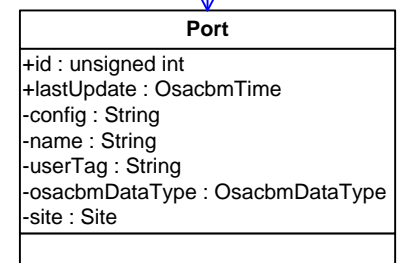 Port
+id : unsigned int
+lastUpdate : OsacbmTime
-config : String
-name : String
-userTag : String
-osacbmDataType : OsacbmDataType
-site : Site